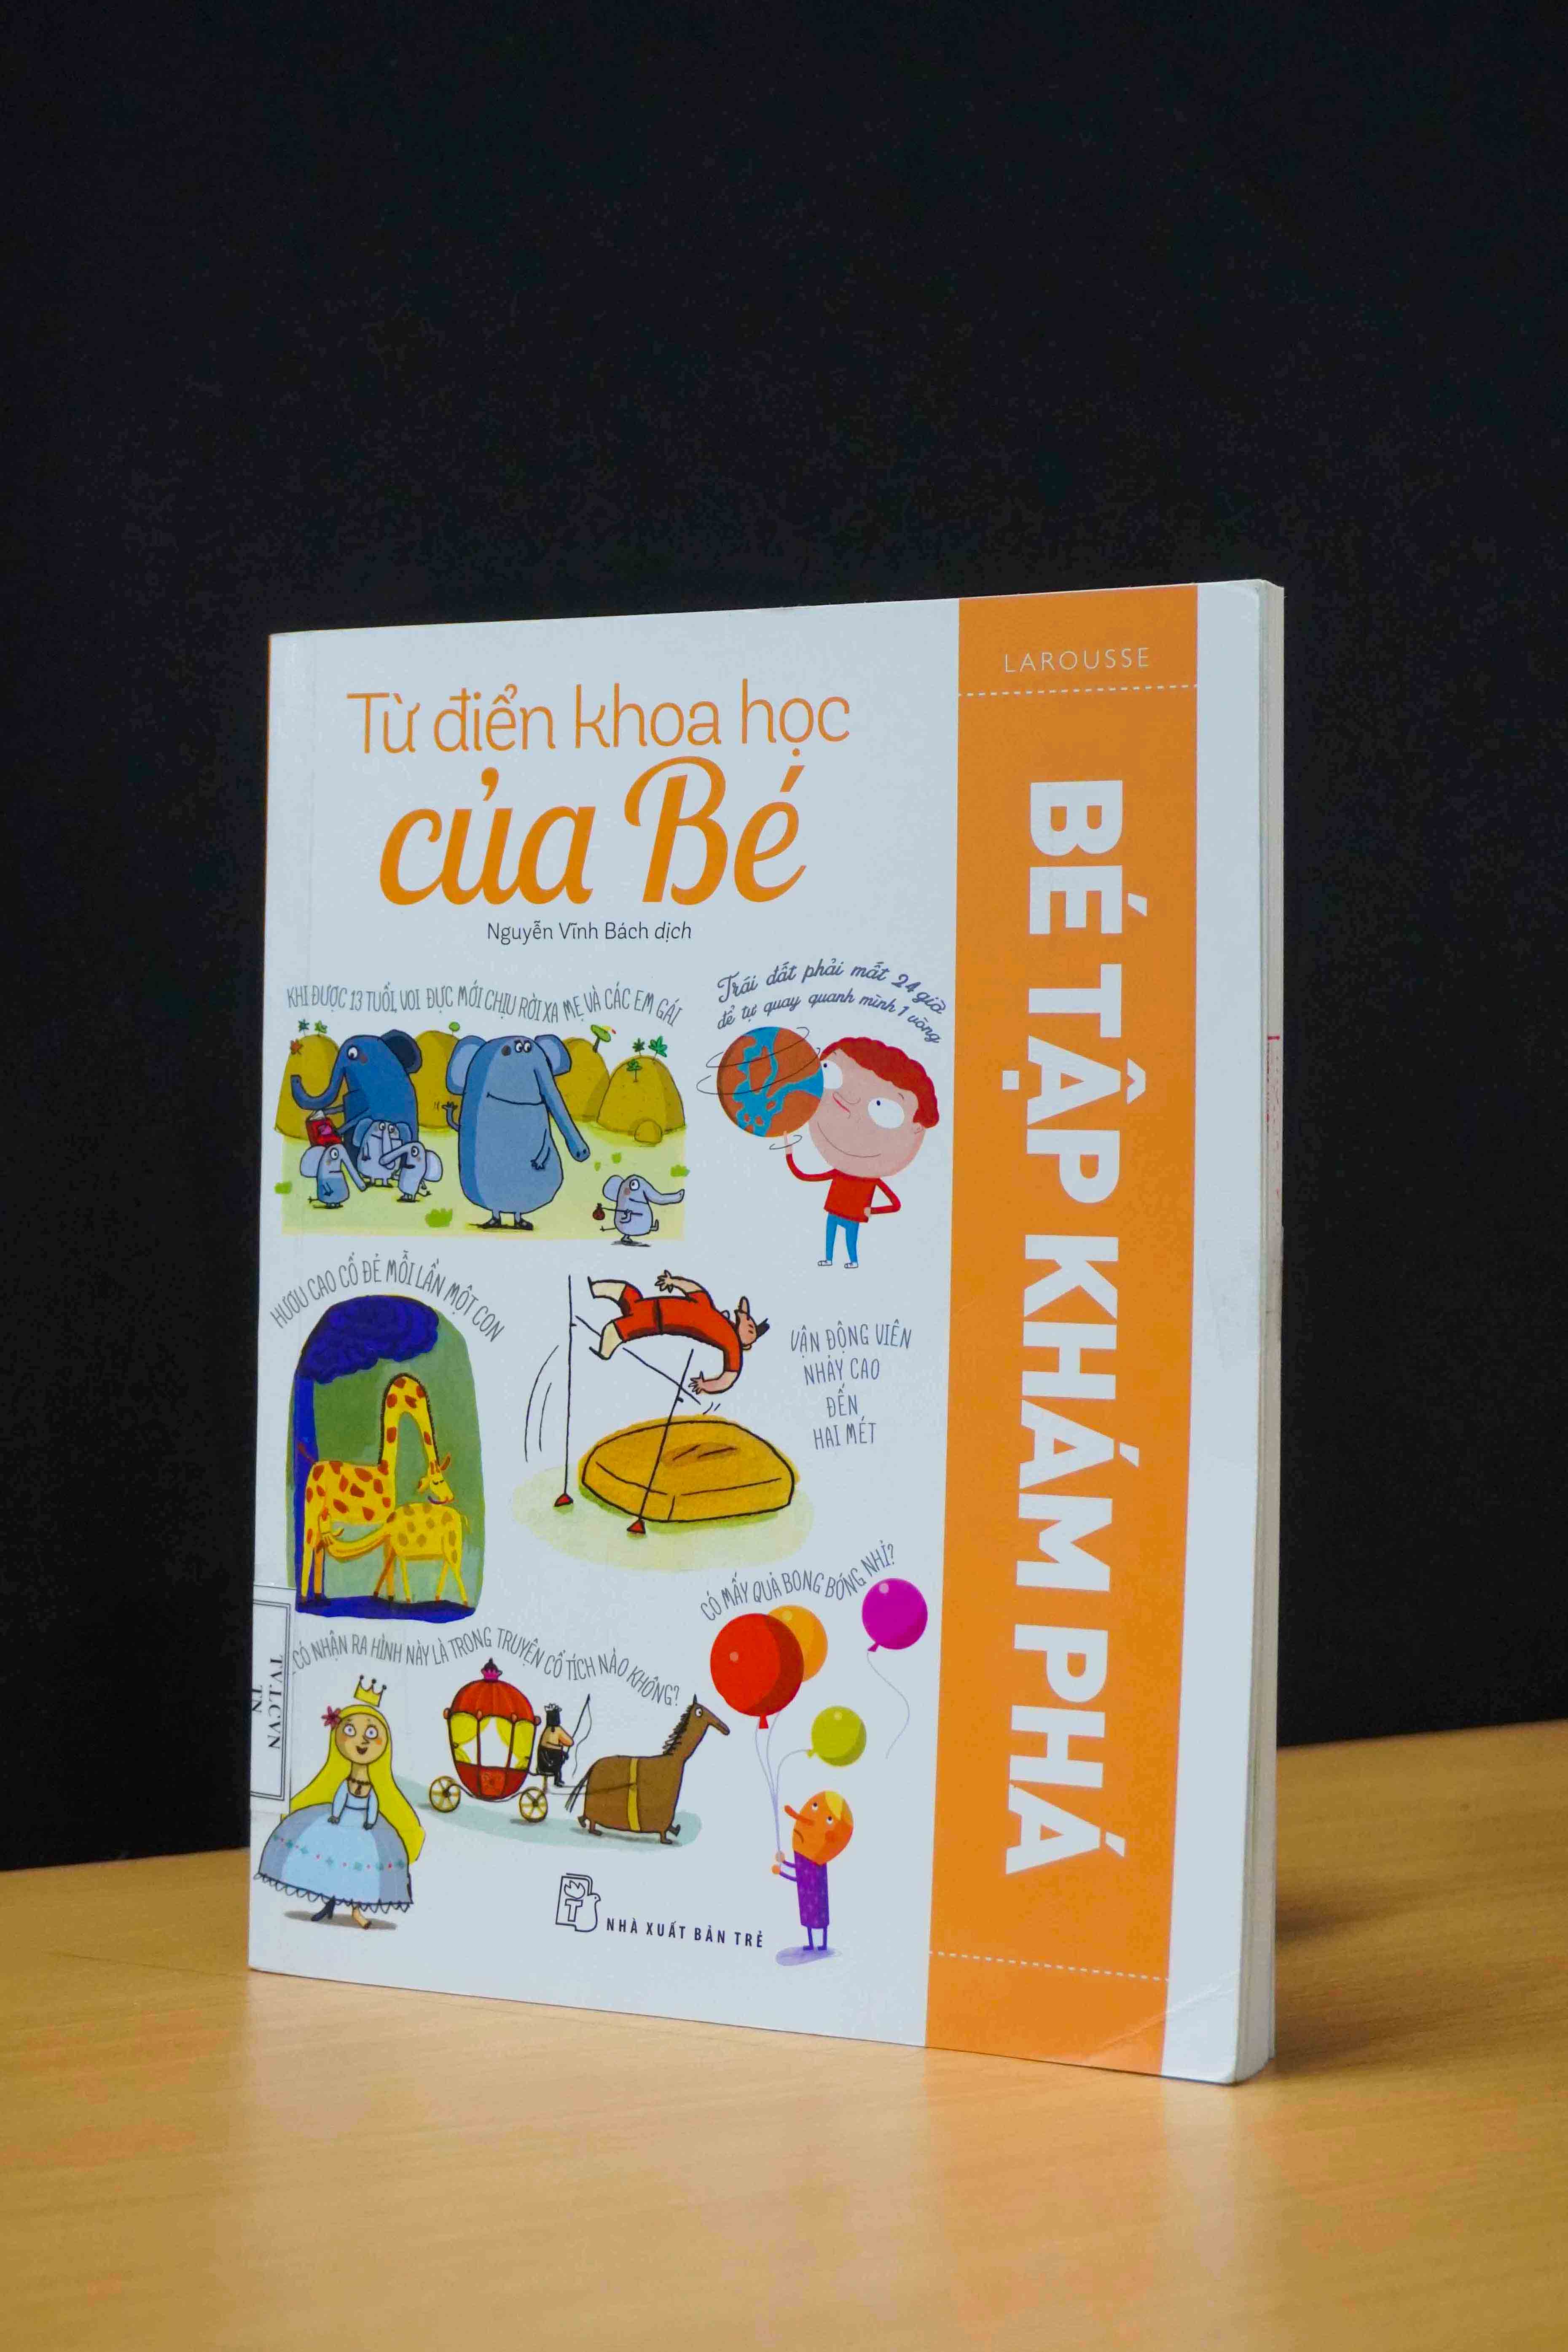 LAROUSSE
Từ điển khoa học
của Bé
Nguyễn Vĩnh Bách dịch
BÉ TẬP KHÁM PHÁ
KHI ĐƯỢC 13 TUỔI, VOI ĐỰC MỚI CHỊU RỜI XA MẸ VÀ CÁC EM GÁI
Trái đất phải mất 24 giờ
để tự quay quanh mình 1 vòng
HƯƠU CAO CỔ ĐẺ MỖI LẦN MỘT CON
VẬN ĐỘNG VIÊN
NHẢY CAO
ĐẾN
HAI MÉT
CÓ MẤY QUẢ BONG BÓNG NHỈ?
CÓ NHẬN RA HÌNH NÀY LÀ TRONG TRUYỆN CỔ TÍCH NÀO KHÔNG?
TV.LCVN
TN
NHÀ XUẤT BẢN TRẺ